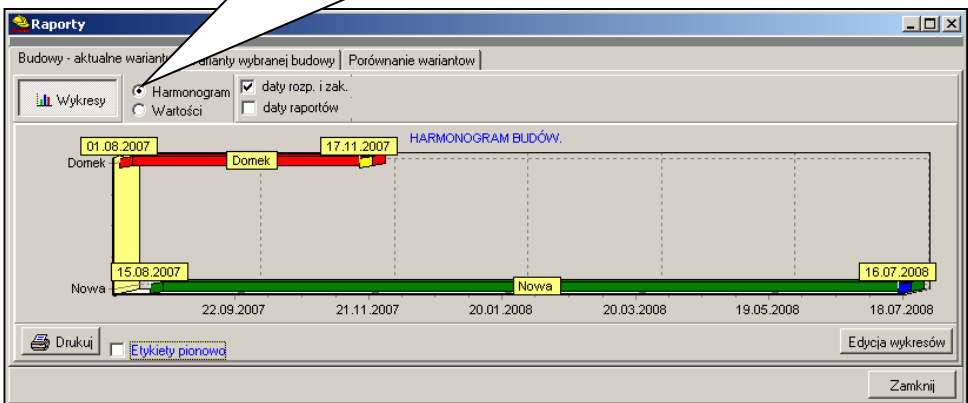 Raporty
Budowy - aktualne warianty wybranej budowy Porównanie wariantow
Wykresy Harmonogram daty rozp. i zak.
Wartości daty raportów
HARMONOGRAM BUDÓW.
01.08.2007 17.11.2007
Domek Domek
15.08.2007 16.07.2008
Nowa Nowa
22.09.2007 21.11.2007 20.01.2008 20.03.2008 19.05.2008 18.07.2008
Drukuj Etykiety pionowo Edycja wykresów
Zamknij